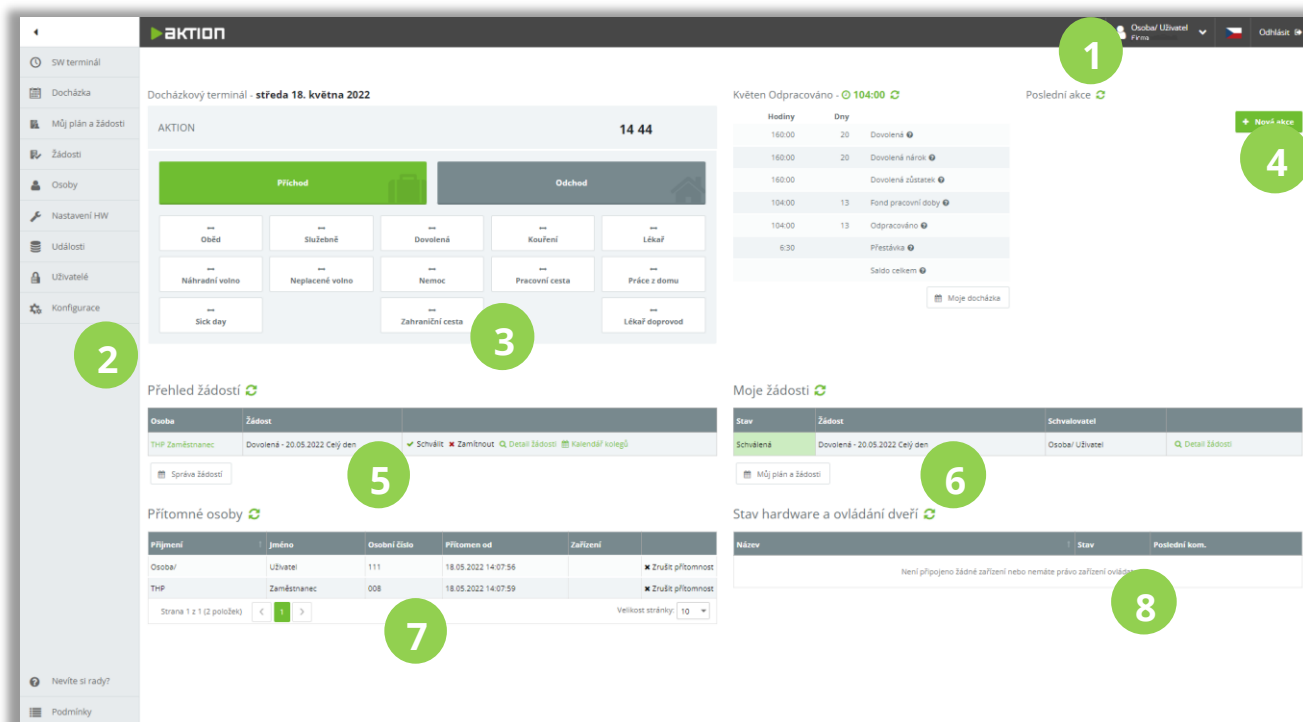 aktion
Osoba/ Uživatel
Firma
Odhlásit
1
SW terminál
Docházka
Můj plán a žádosti
Žádosti
Osoby
Nastavení HW
Události
Uživatelé
Konfigurace
2
Nevíte si rady?
Podmínky
Docházkový terminál - středa 18. května 2022
AKTION 14 44
Příchod Odchod
Oběd Služebně Dovolená Kouření Lékař
Náhradní volno Neplacené volno Nemoc Pracovní cesta Práce z domu
Sick day Zahraniční cesta Lékař doprovod
3
Květen Odpracováno - 104:00
Hodiny Dny
160:00 20 Dovolená
160:00 20 Dovolená nárok
160:00 Dovolená zůstatek
104:00 13 Fond pracovní doby
104:00 13 Odpracováno
6:30 Přestávka
Saldo celkem
Moje docházka
Poslední akce
+ Nová akce
4
Přehled žádostí
Osoba Žádost
THP Zaměstnanec Dovolená - 20.05.2022 Celý den Schválit Zamítnout Detail žádosti Kalendář kolegů
Správa žádostí
5
Moje žádosti
Stav Žádost Schvalovatel
Schválená Dovolená - 20.05.2022 Celý den Osoba/ Uživatel Detail žádosti
Můj plán a žádosti
6
Přítomné osoby
Příjmení Jméno Osobní číslo Přítomen od Zařízení
Osoba/ Uživatel 111 18.05.2022 14:07:56 Zrušit přítomnost
THP Zaměstnanec 008 18.05.2022 14:07:59 Zrušit přítomnost
Strana 1 z 1 (2 položek) < 1 > Velikost stránky: 10
7
Stav hardware a ovládání dveří
Název Stav Poslední kom.
Není připojeno žádné zařízení nebo nemáte právo zařízení
8